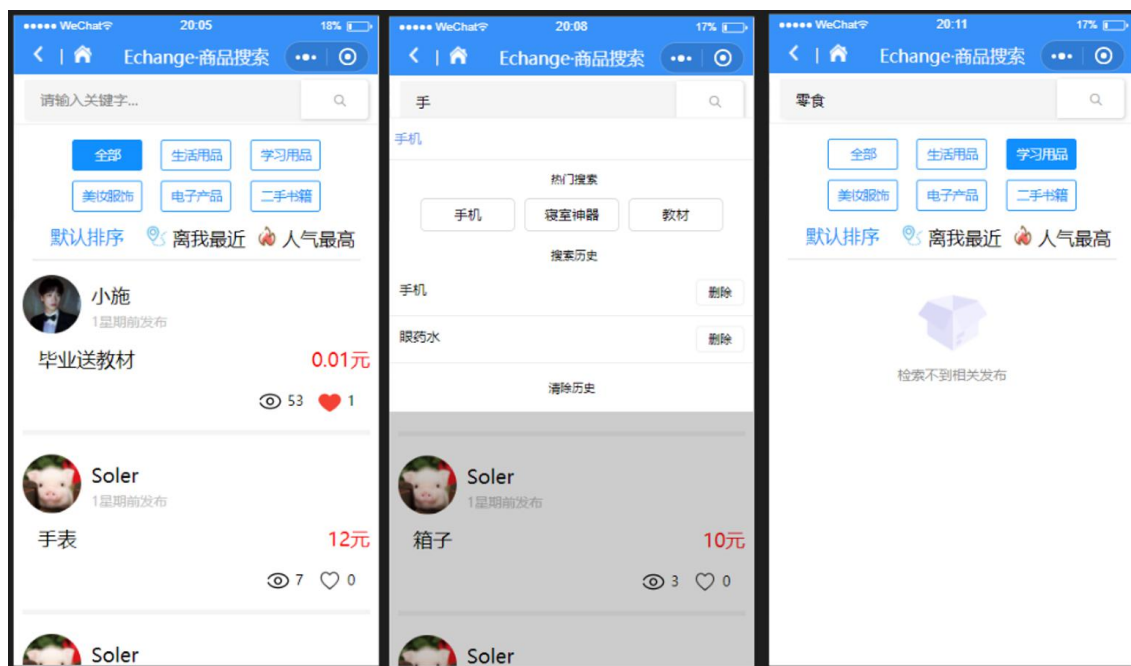 WeChat 20:05 18%
Echange·商品搜索
请输入关键字...
全部 生活用品 学习用品
美妆服饰 电子产品 二手书籍
默认排序 离我最近 人气最高
小施
1星期前发布
毕业送教材 0.01元
53 1
Soler
1星期前发布
手表 12元
7 0
Soler
WeChat 20:08 17%
Echange·商品搜索
手
手机
热门搜索
手机 寝室神器 教材
搜索历史
手机 删除
眼药水 删除
清除历史
Soler
1星期前发布
箱子 10元
3 0
Soler
WeChat 20:11 17%
Echange·商品搜索
零食
全部 生活用品 学习用品
美妆服饰 电子产品 二手书籍
默认排序 离我最近 人气最高
检索不到相关发布